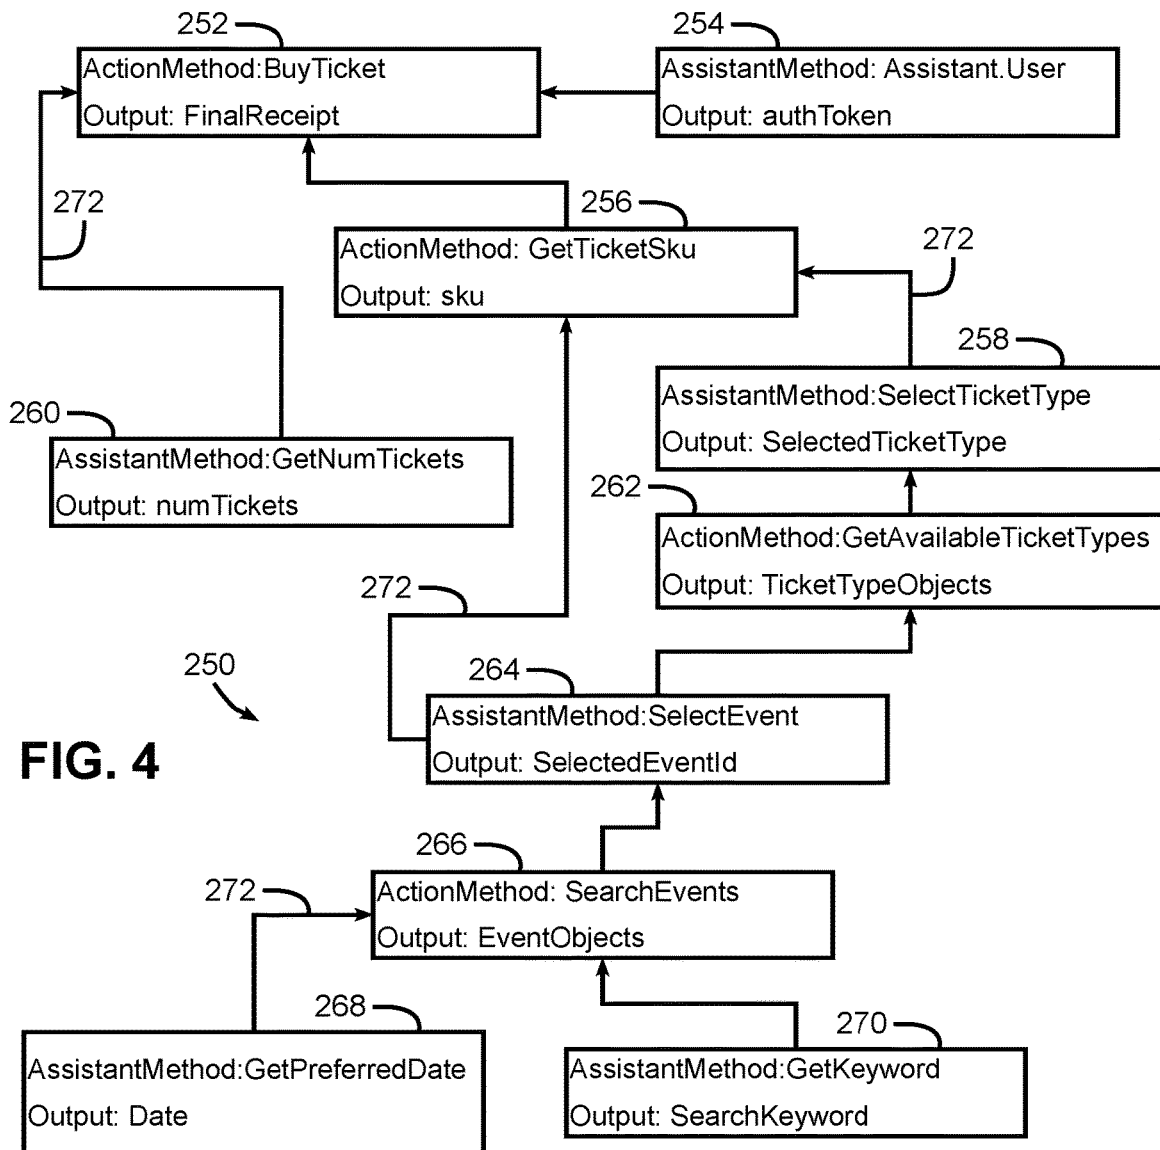 252
254
ActionMethod:BuyTicket
Output: FinalReceipt
AssistantMethod: Assistant.User
Output: authToken
272
256
ActionMethod: GetTicketSku
Output: sku
272
258
AssistantMethod:SelectTicketType
Output: SelectedTicketType
260
AssistantMethod:GetNumTickets
Output: numTickets
262
ActionMethod:GetAvailableTicketTypes
Output: TicketTypeObjects
272
250
264
AssistantMethod:SelectEvent
Output: SelectedEventId
FIG. 4
266
272
ActionMethod: SearchEvents
Output: EventObjects
268
AssistantMethod:GetPreferredDate
Output: Date
270
AssistantMethod:GetKeyword
Output: SearchKeyword